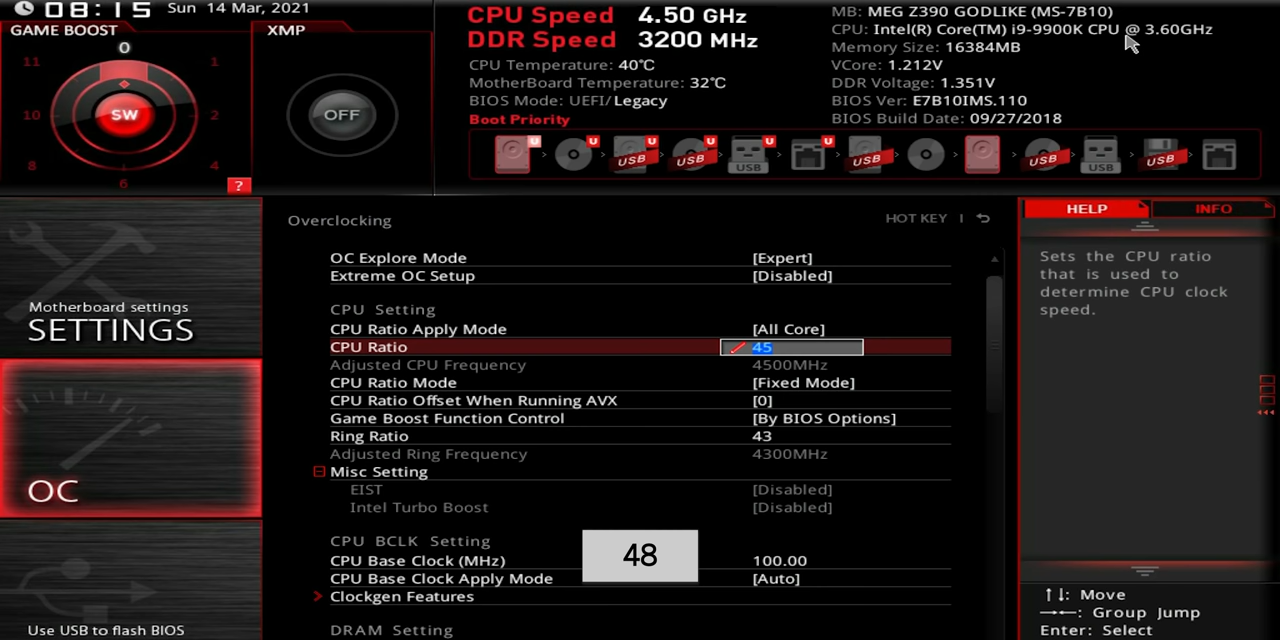 08:15 Sun 14 Mar, 2021
GAME BOOST
XMP
0
11
1
10
SW
2
8
4
6
?
OFF
CPU Speed 4.50 GHz
DDR Speed 3200 MHz
CPU Temperature: 40℃
MotherBoard Temperature: 32℃
BIOS Mode: UEFI/Legacy
Boot Priority
MB: MEG Z390 GODLIKE (MS-7B10)
CPU: Intel(R) Core(TM) i9-9900K CPU @ 3.60GHz
Memory Size: 16384MB
VCore: 1.212V
DDR Voltage: 1.351V
BIOS Ver: E7B10IMS.110
BIOS Build Date: 09/27/2018
U U U USB U USB U USB U USB USB USB USB
Motherboard settings
SETTINGS
OC
Use USB to flash BIOS
Overclocking
HOT KEY |
OC Explore Mode [Expert]
Extreme OC Setup [Disabled]
CPU Setting
CPU Ratio Apply Mode [All Core]
CPU Ratio 45
Adjusted CPU Frequency 4500MHz
CPU Ratio Mode [Fixed Mode]
CPU Ratio Offset When Running AVX [0]
Game Boost Function Control [By BIOS Options]
Ring Ratio 43
Adjusted Ring Frequency 4300MHz
Misc Setting
EIST [Disabled]
Intel Turbo Boost [Disabled]
CPU BCLK Setting
CPU Base Clock (MHz) 100.00
CPU Base Clock Apply Mode [Auto]
Clockgen Features
DRAM Setting
48
HELP
INFO
Sets the CPU ratio
that is used to
determine CPU clock
speed.
↑↓: Move
→←: Group Jump
Enter: Select